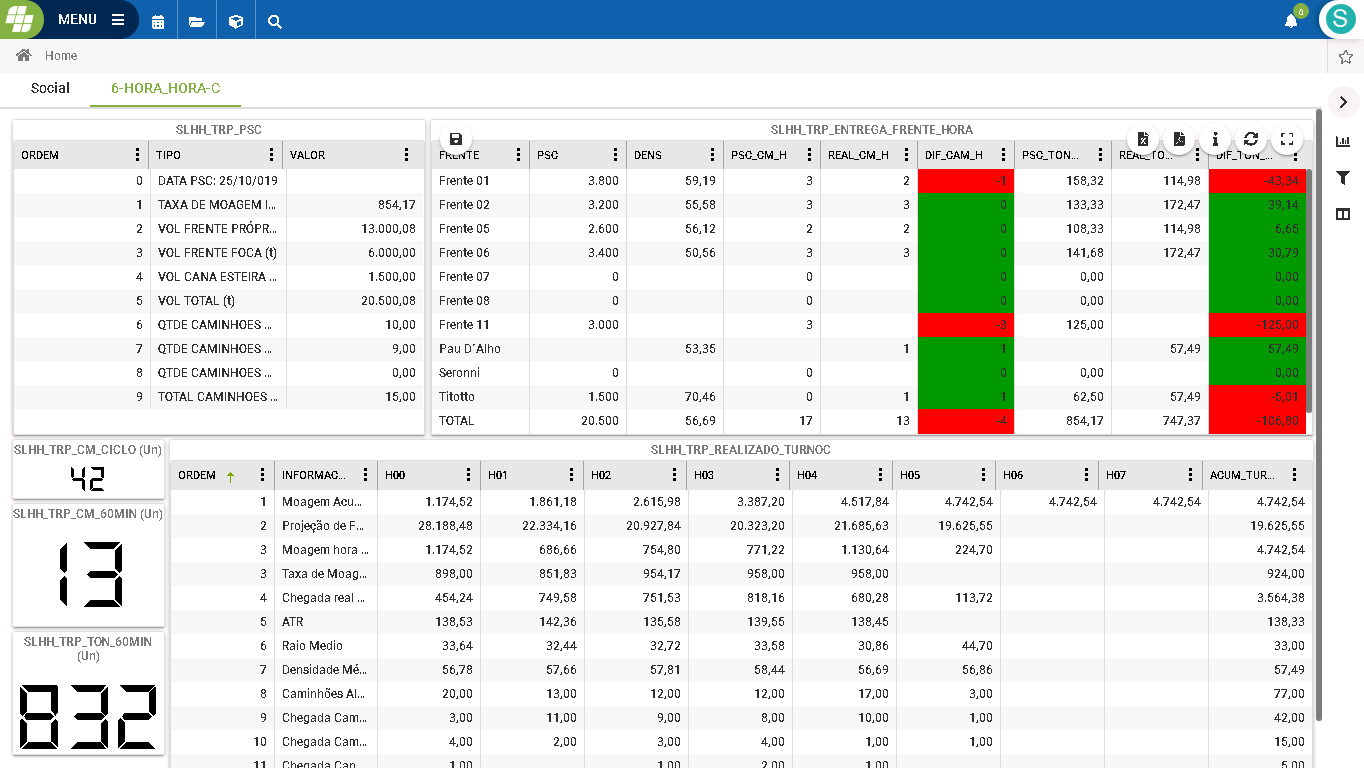 MENU
0
S
Home
Social 6-HORA_HORA-C
SLHH_TRP_PSC
ORDEM TIPO VALOR
0 DATA PSC: 25/10/019
1 TAXA DE MOAGEM I... 854,17
2 VOL FRENTE PRÓPR... 13.000,08
3 VOL FRENTE FOCA (t) 6.000,00
4 VOL CANA ESTEIRA ... 1.500,00
5 VOL TOTAL (t) 20.500,08
6 QTDE CAMINHOES ... 10,00
7 QTDE CAMINHOES ... 9,00
8 QTDE CAMINHOES ... 0,00
9 TOTAL CAMINHOES ... 15,00
SLHH_TRP_ENTREGA_FRENTE_HORA
FRENTE PSC DENS PSC_CM_H REAL_CM_H DIF_CAM_H PSC_TON... REAL_TO... DIF_TON_...
Frente 01 3.800 59,19 3 2 -1 158,32 114,98 -43,34
Frente 02 3.200 55,58 3 3 0 133,33 172,47 39,14
Frente 05 2.600 56,12 2 2 0 108,33 114,98 6,65
Frente 06 3.400 50,56 3 3 0 141,68 172,47 30,79
Frente 07 0 0 0 0,00 0,00
Frente 08 0 0 0 0,00 0,00
Frente 11 3.000 3 -3 125,00 -125,00
Pau D´Alho 53,35 1 1 57,49 57,49
Seronni 0 0 0,00 0,00
Titotto 1.500 70,46 0 1 1 62,50 57,49 -5,01
TOTAL 20.500 56,69 17 13 -4 854,17 747,37 -106,80
SLHH_TRP_CM_CICLO (Un)
42
SLHH_TRP_CM_60MIN (Un)
13
SLHH_TRP_TON_60MIN
(Un)
832
SLHH_TRP_REALIZADO_TURNOC
ORDEM INFORMAC... H00 H01 H02 H03 H04 H05 H06 H07 ACUM_TUR...
1 Moagem Acu... 1.174,52 1.861,18 2.615,98 3.387,20 4.517,84 4.742,54 4.742,54 4.742,54 4.742,54
2 Projeção de F... 28.188,48 22.334,16 20.927,84 20.323,20 21.685,63 19.625,55 19.625,55
3 Moagem hora ... 1.174,52 686,66 754,80 771,22 1.130,64 224,70 4.742,54
3 Taxa de Moag... 898,00 851,83 954,17 958,00 958,00 924,00
4 Chegada real ... 454,24 749,58 751,53 818,16 680,28 113,72 3.564,38
5 ATR 138,53 142,36 135,58 139,55 138,45 138,33
6 Raio Medio 33,64 32,44 32,72 33,58 30,86 44,70 33,00
7 Densidade Mé... 56,78 57,66 57,81 58,44 56,69 56,86 57,49
8 Caminhões Al... 20,00 13,00 12,00 12,00 17,00 3,00 77,00
9 Chegada Cam... 3,00 11,00 9,00 8,00 10,00 1,00 42,00
10 Chegada Cam... 4,00 2,00 3,00 4,00 1,00 1,00 15,00
11 Chegada Can... 1,00 1,00 2,00 1,00 5,00